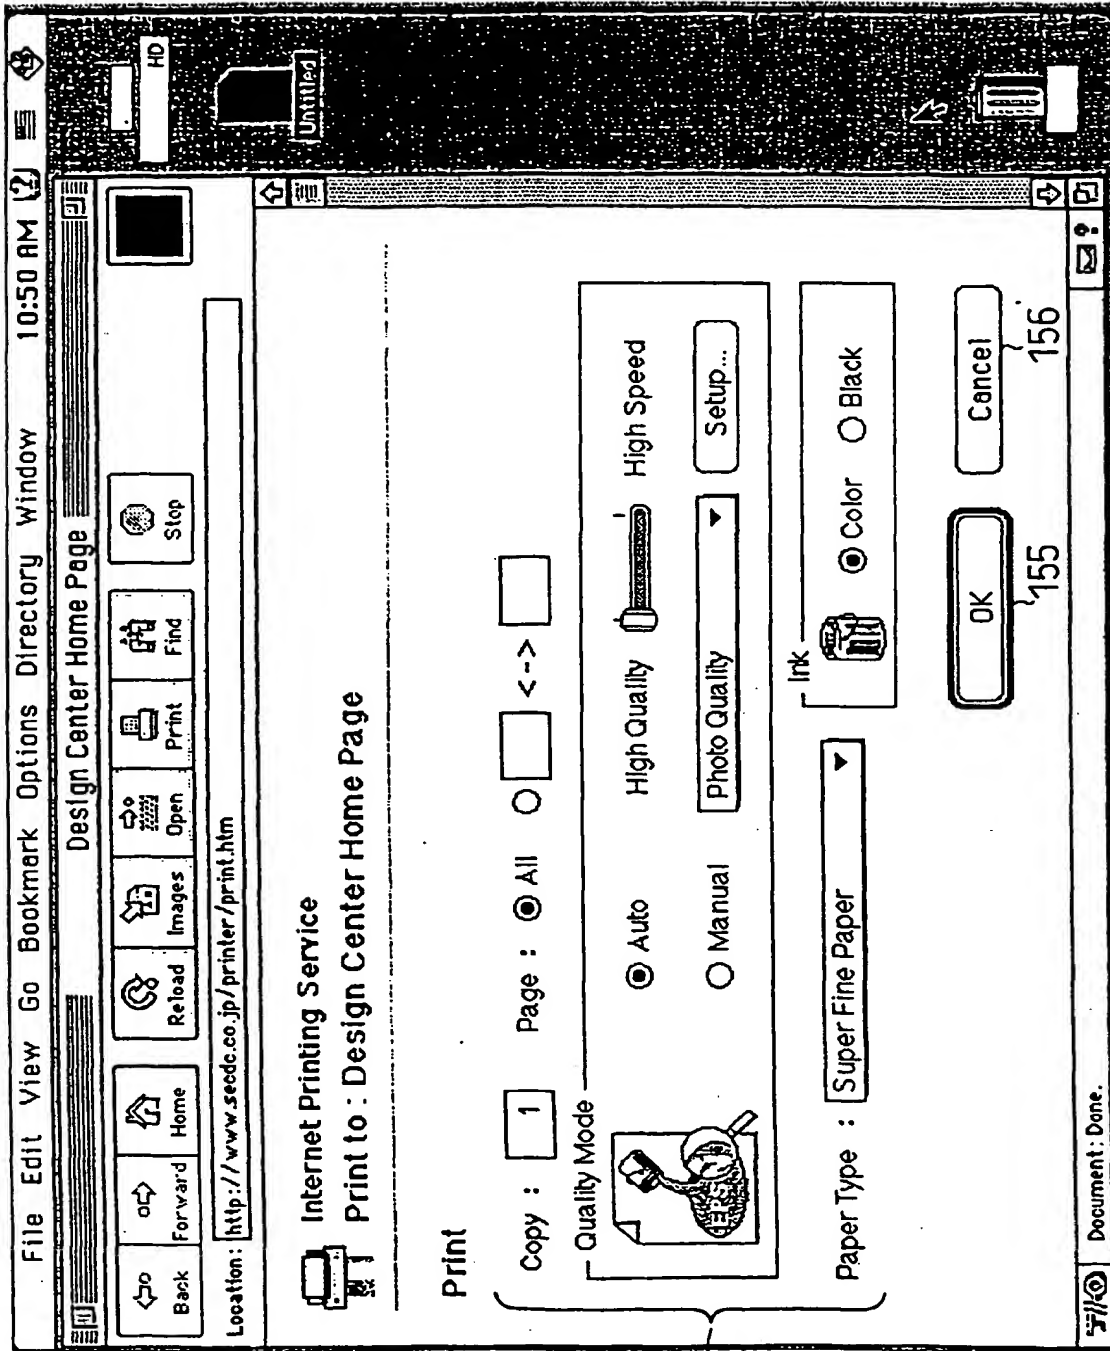 File Edit View Go Bookmark Options Directory Window 10:50 AM
Design Center Home Page
Back Forward Home Reload Images Open Print Find Stop
Location: http://www.secdc.co.jp/printer/print.htm
HD
Untitled
Internet Printing Service
Print to : Design Center Home Page
Print
Copy : 1 Page : All <->
Quality Mode
Auto High Quality High Speed
Manual Photo Quality Setup...
EPS
Paper Type : Super Fine Paper
Ink
Color Black
OK Cancel
155 156
Document: Done. ?